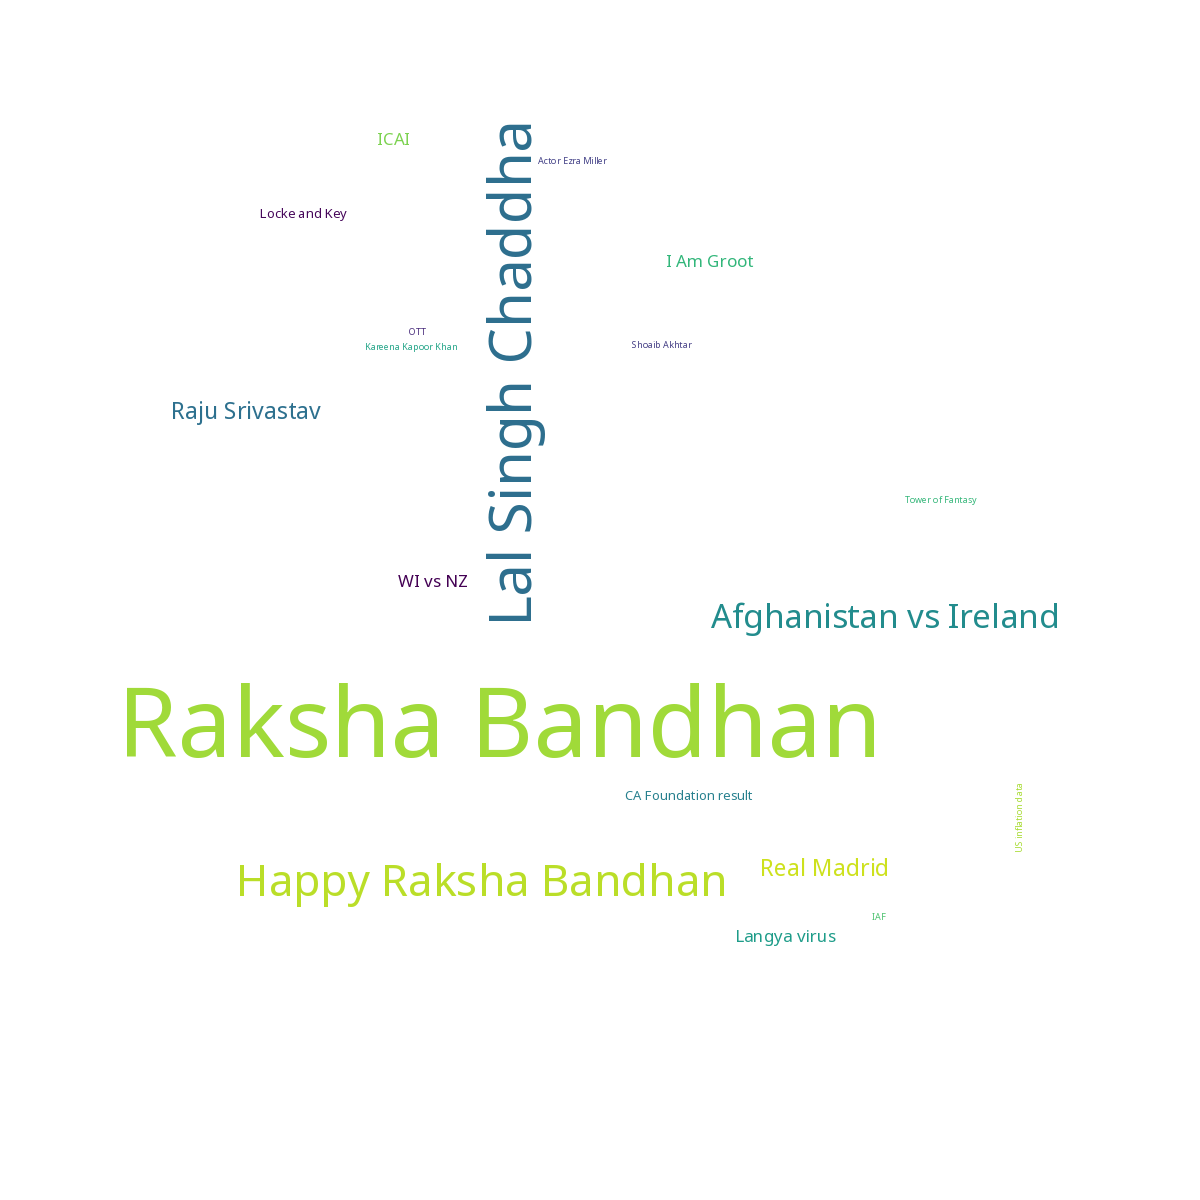 ICAI
Lal Singh Chaddha
Actor Ezra Miller
Locke and Key
I Am Groot
OTT
Kareena Kapoor Khan
Shoaib Akhtar
Raju Srivastav
Tower of Fantasy
WI vs NZ
Afghanistan vs Ireland
Raksha Bandhan
CA Foundation result
US inflation data
Happy Raksha Bandhan
Real Madrid
IAF
Langya virus